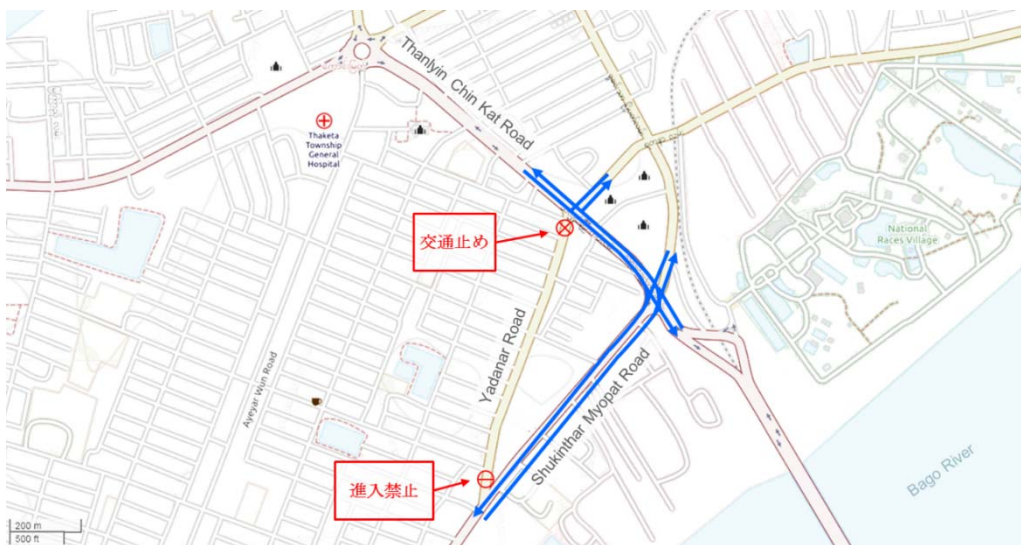 Thanlyin Chin Kat Road
Thaketa
Township
General
Hospital
交通止め
National
Races Village
Yadanar Road
Ayeyar Wun Road
Shukinthar Myopat Road
進入禁止
Bago River
200 m
500 ft